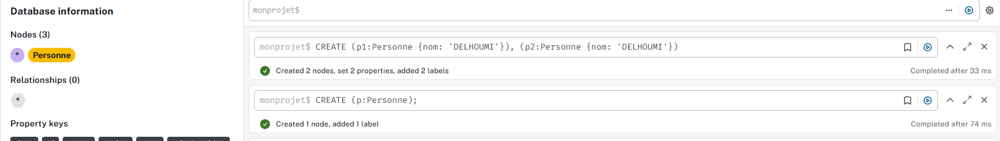 Database information
Nodes (3)
* Personne
Relationships (0)
*
Property keys
monprojet$
monprojet$ CREATE (p1:Personne {nom: 'DELHOUMI'}), (p2:Personne {nom: 'DELHOUMI'})
Created 2 nodes, set 2 properties, added 2 labels
Completed after 33 ms
monprojet$ CREATE (p:Personne);
Created 1 node, added 1 label
Completed after 74 ms